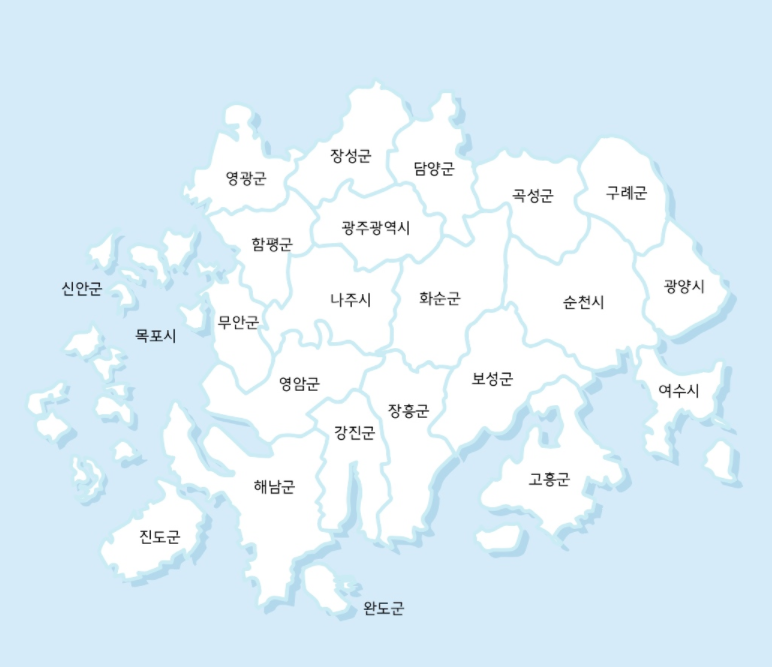 장성군
담양군
영광군
곡성군
구례군
광주광역시
함평군
신안군
나주시
화순군
순천시
광양시
무안군
목포시
영암군
보성군
여수시
장흥군
강진군
해남군
고흥군
진도군
완도군